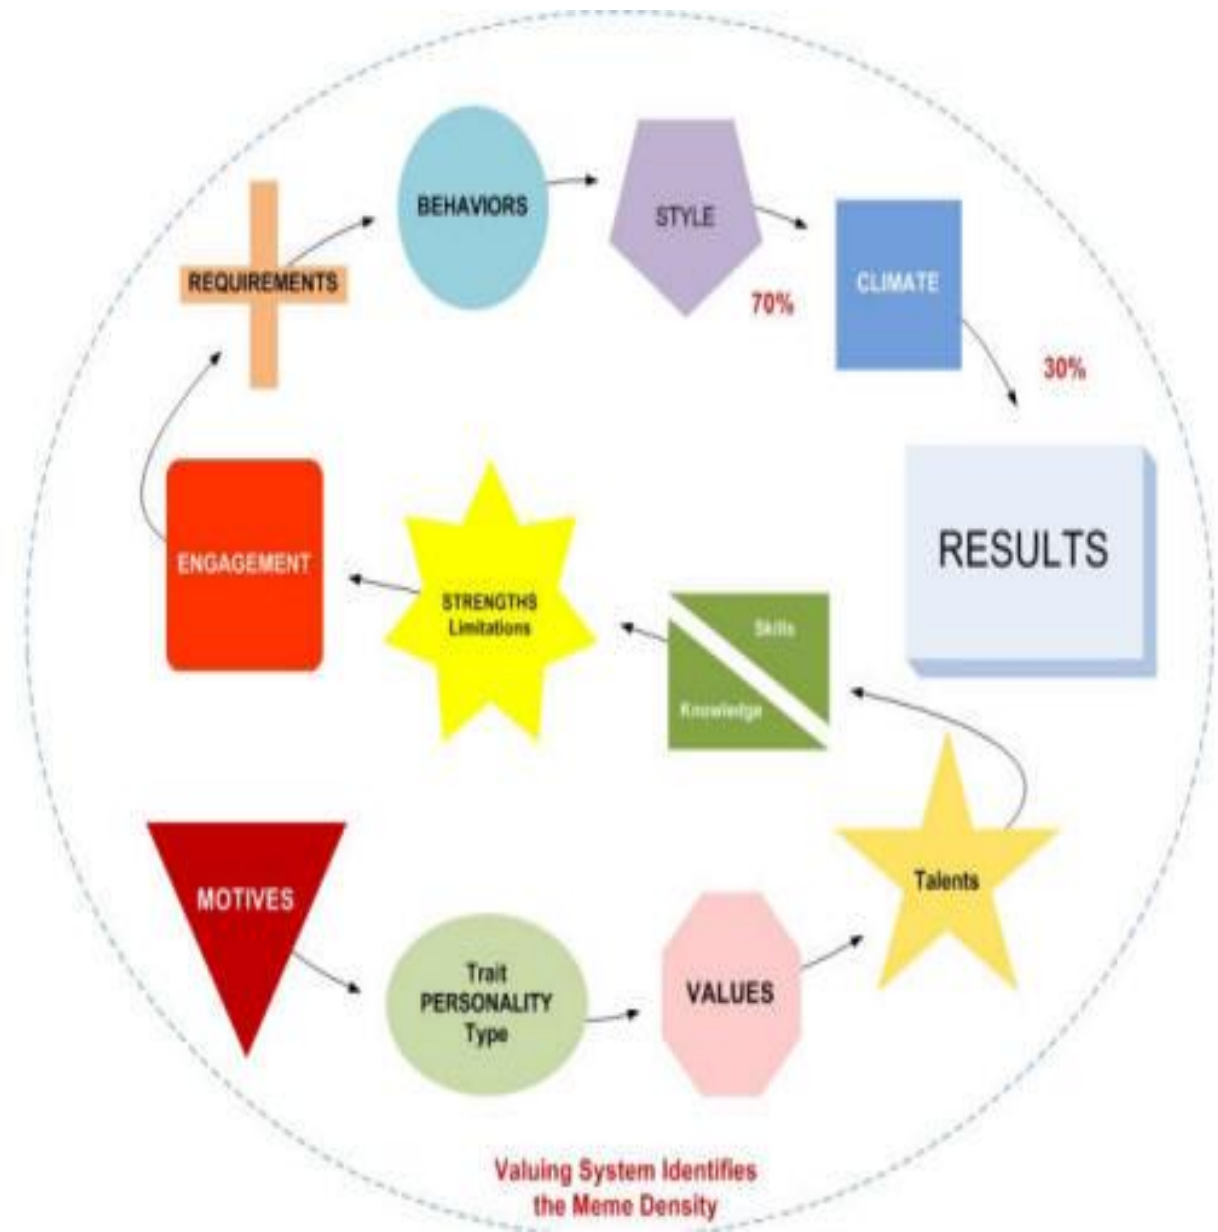 BEHAVIORS
STYLE
REQUIREMENTS
CLIMATE
70%
30%
ENGAGEMENT
STRENGTHS
Limitations
Skills
Knowledge
RESULTS
MOTIVES
Trait
PERSONALITY
Type
VALUES
Talents
Valuing System Identifies
the Meme Density